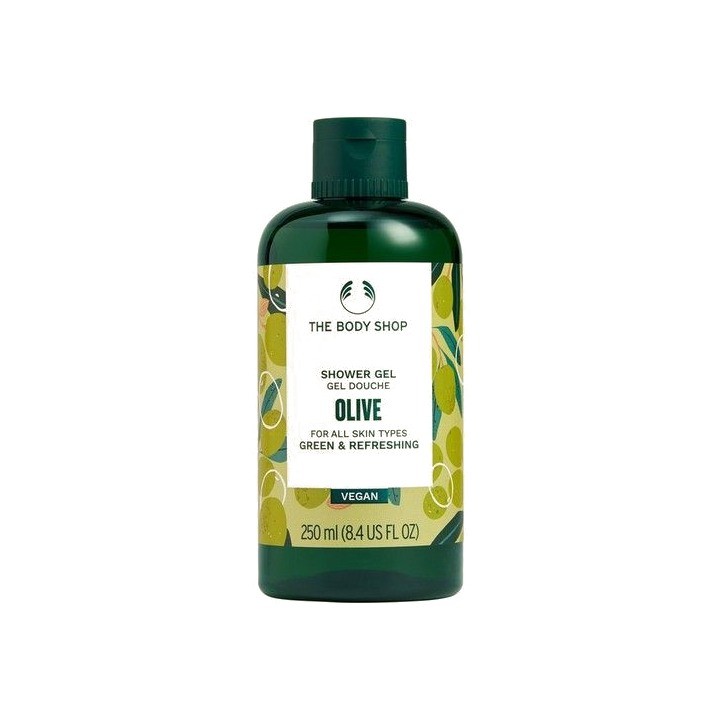 THE BODY SHOP
SHOWER GEL
GEL DOUCHE
OLIVE
FOR ALL SKIN TYPES
GREEN & REFRESHING
VEGAN
250 ml (8.4 US FL OZ)